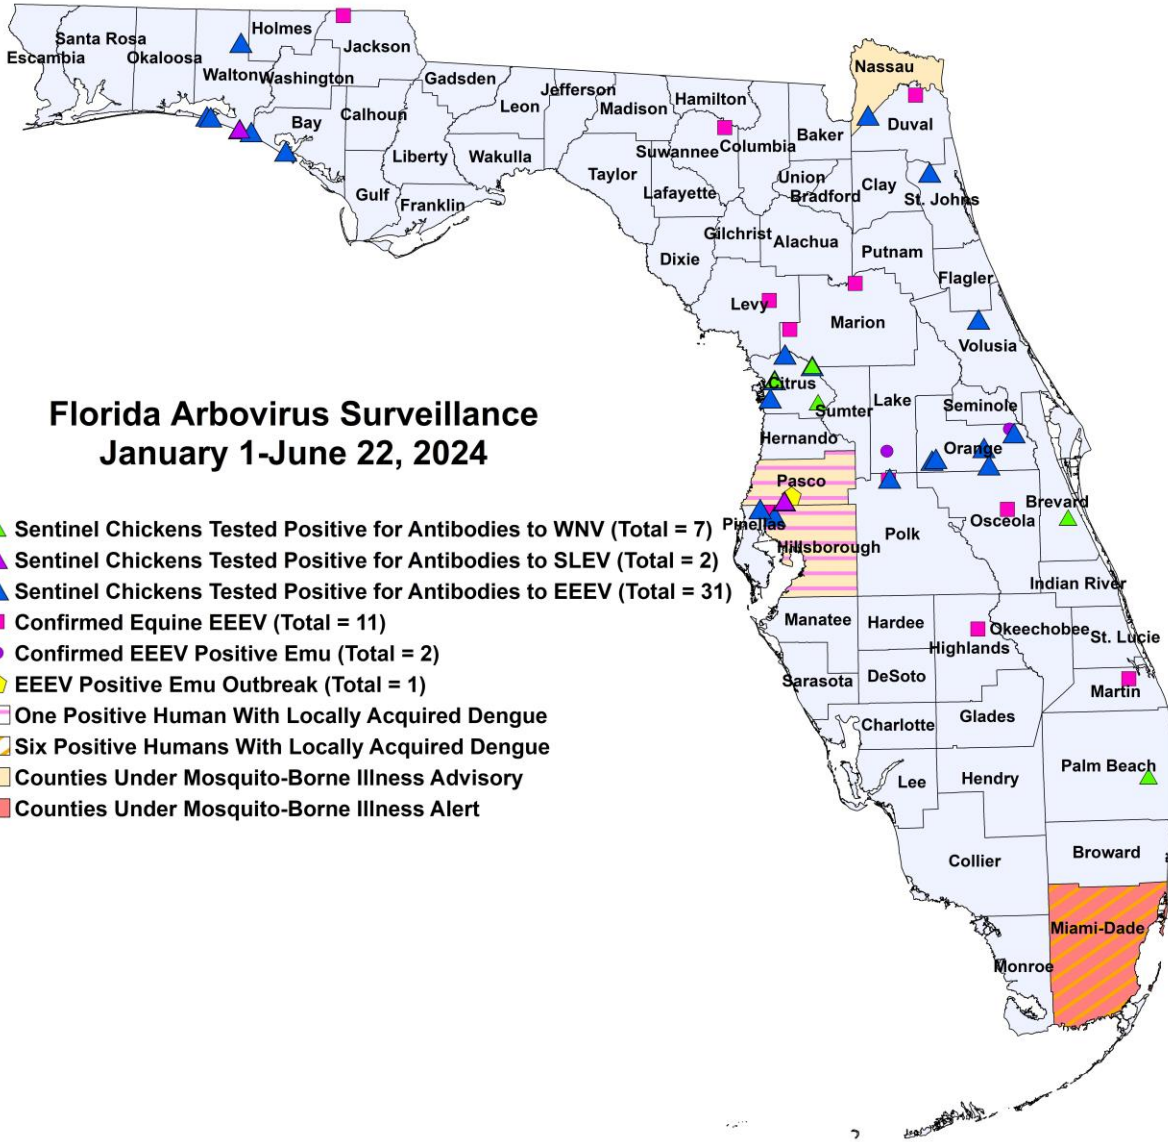 Holmes
Santa Rosa
Jackson
Escambia
Okaloosa
Walton
Washington
Gadsden
Nassau
Jefferson
Leon
Madison
Hamilton
Calhoun
Bay
Duval
Baker
Columbia
Suwannee
Liberty
Wakulla
Taylor
Union
Clay
Lafayette
Bradford
St. Johns
Gulf
Franklin
Gilchrist
Alachua
Putnam
Dixie
Flagler
Levy
Marion
Volusia
Citrus
Lake
Seminole
Sumter
Florida Arbovirus Surveillance
January 1-June 22, 2024
Hernando
Orange
Pasco
Brevard
Osceola
Pinellas
Polk
Hillsborough
Sentinel Chickens Tested Positive for Antibodies to WNV (Total = 7)
Sentinel Chickens Tested Positive for Antibodies to SLEV (Total = 2)
Sentinel Chickens Tested Positive for Antibodies to EEEV (Total = 31)
Confirmed Equine EEEV (Total = 11)
Confirmed EEEV Positive Emu (Total = 2)
EEEV Positive Emu Outbreak (Total = 1)
One Positive Human With Locally Acquired Dengue
Six Positive Humans With Locally Acquired Dengue
Counties Under Mosquito-Borne Illness Advisory
Counties Under Mosquito-Borne Illness Alert
Indian River
Manatee
Hardee
Okeechobee
St. Lucie
Highlands
Sarasota
DeSoto
Martin
Charlotte
Glades
Palm Beach
Lee
Hendry
Broward
Collier
Miami-Dade
Monroe